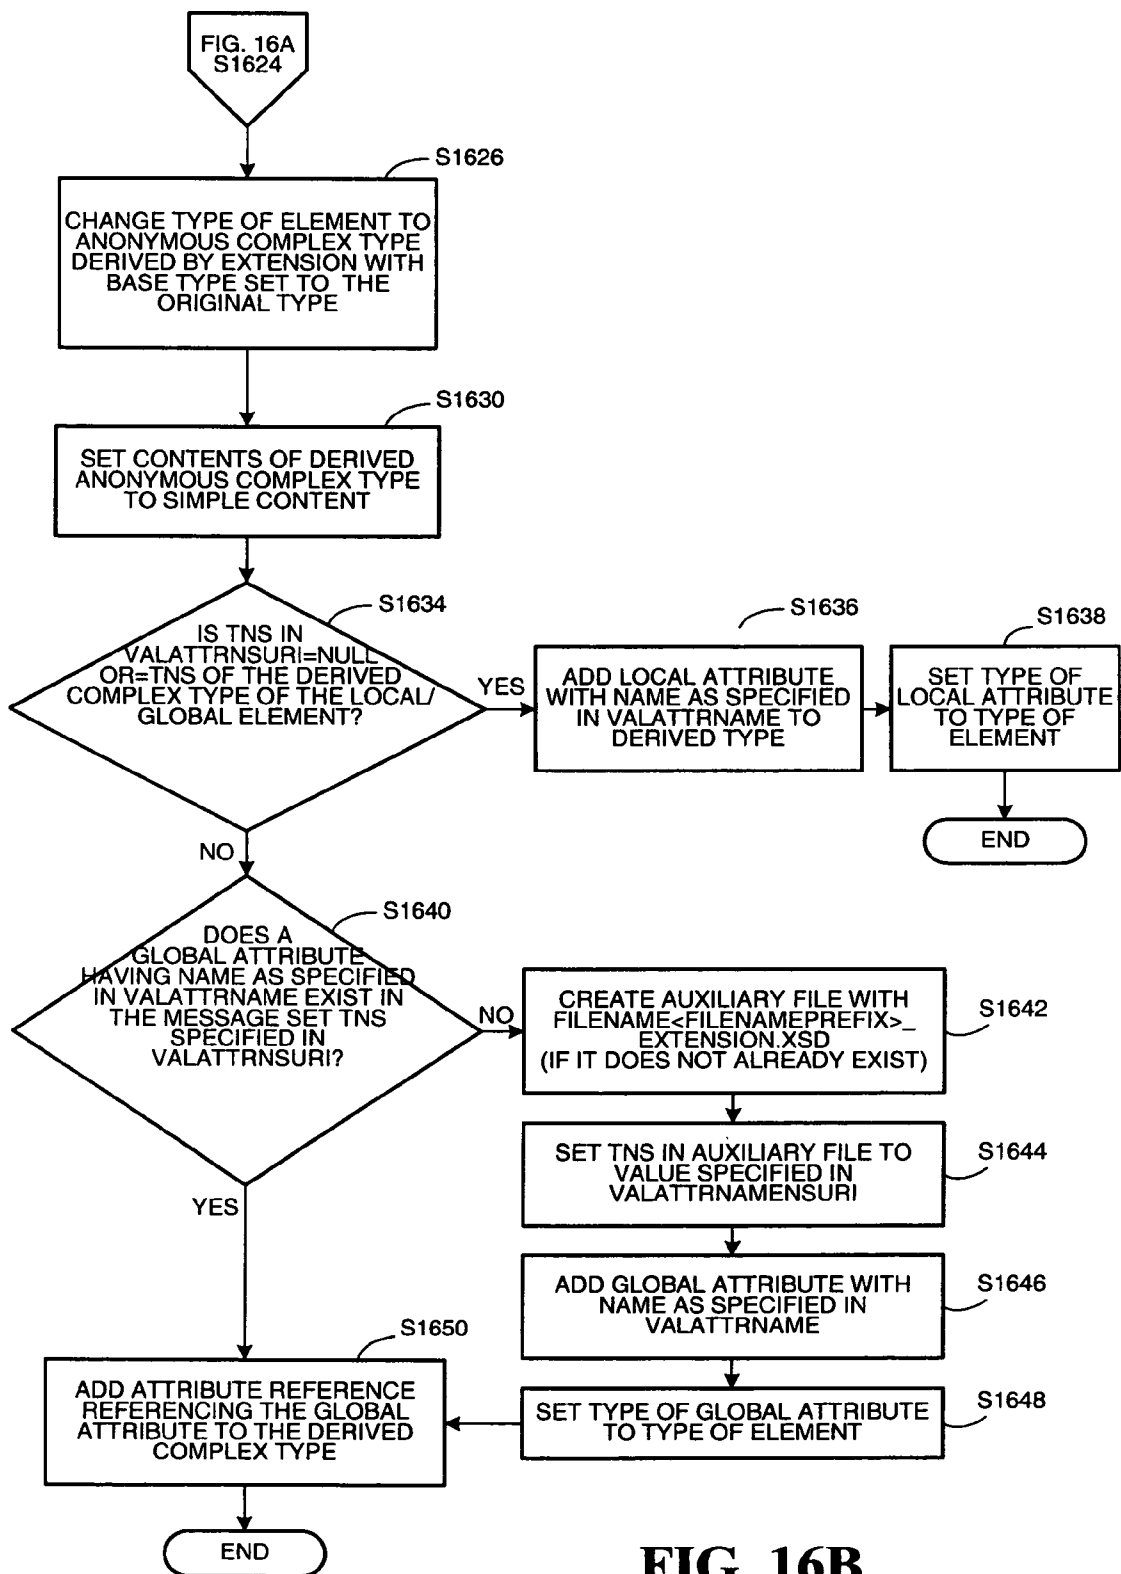 FIG. 16A
S1624
S1626
CHANGE TYPE OF ELEMENT TO
ANONYMOUS COMPLEX TYPE
DERIVED BY EXTENSION WITH
BASE TYPE SET TO THE
ORIGINAL TYPE
S1630
SET CONTENTS OF DERIVED
ANONYMOUS COMPLEX TYPE
TO SIMPLE CONTENT
S1634
IS TNS IN
VALATTRNSURI=NULL
OR=TNS OF THE DERIVED
COMPLEX TYPE OF THE LOCAL/
GLOBAL ELEMENT?
YES
S1636
ADD LOCAL ATTRIBUTE
WITH NAME AS SPECIFIED
IN VALATTRNAME TO
DERIVED TYPE
S1638
SET TYPE OF
LOCAL ATTRIBUTE
TO TYPE OF
ELEMENT
END
NO
S1640
DOES A
GLOBAL ATTRIBUTE
HAVING NAME AS SPECIFIED
IN VALATTRNAME EXIST IN
THE MESSAGE SET TNS
SPECIFIED IN
VALATTRNSURI?
NO
S1642
CREATE AUXILIARY FILE WITH
FILENAME<FILENAMEPREFIX>_
EXTENSION.XSD
(IF IT DOES NOT ALREADY EXIST)
S1644
SET TNS IN AUXILIARY FILE TO
VALUE SPECIFIED IN
VALATTRNAMENSURI
S1646
ADD GLOBAL ATTRIBUTE WITH
NAME AS SPECIFIED IN
VALATTRNAME
S1648
SET TYPE OF GLOBAL ATTRIBUTE
TO TYPE OF ELEMENT
YES
S1650
ADD ATTRIBUTE REFERENCE
REFERENCING THE GLOBAL
ATTRIBUTE TO THE DERIVED
COMPLEX TYPE
END
FIG. 16B